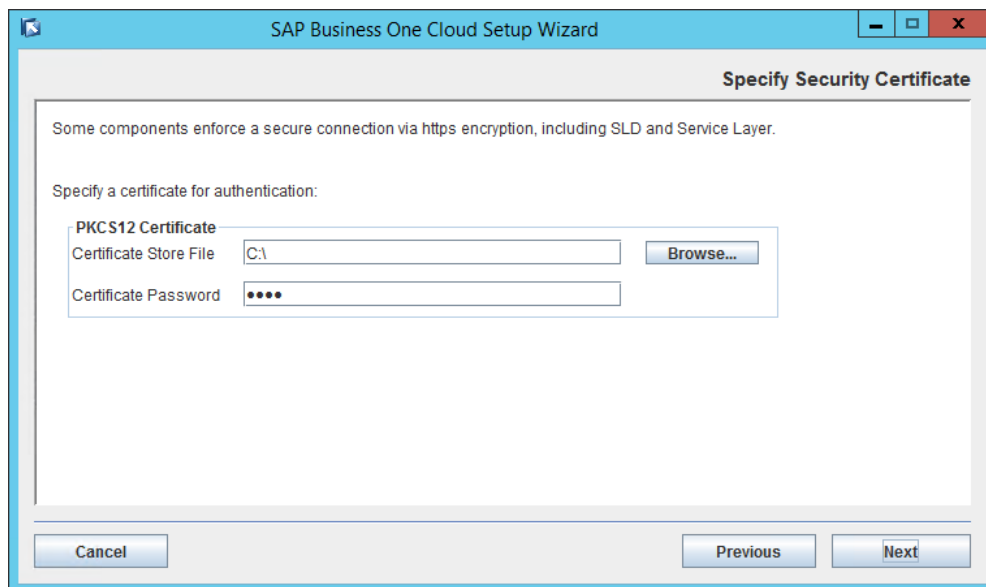 SAP Business One Cloud Setup Wizard
Specify Security Certificate
Some components enforce a secure connection via https encryption, including SLD and Service Layer.
Specify a certificate for authentication:
PKCS12 Certificate
Certificate Store File C:\ Browse...
Certificate Password ••••
Cancel Previous Next